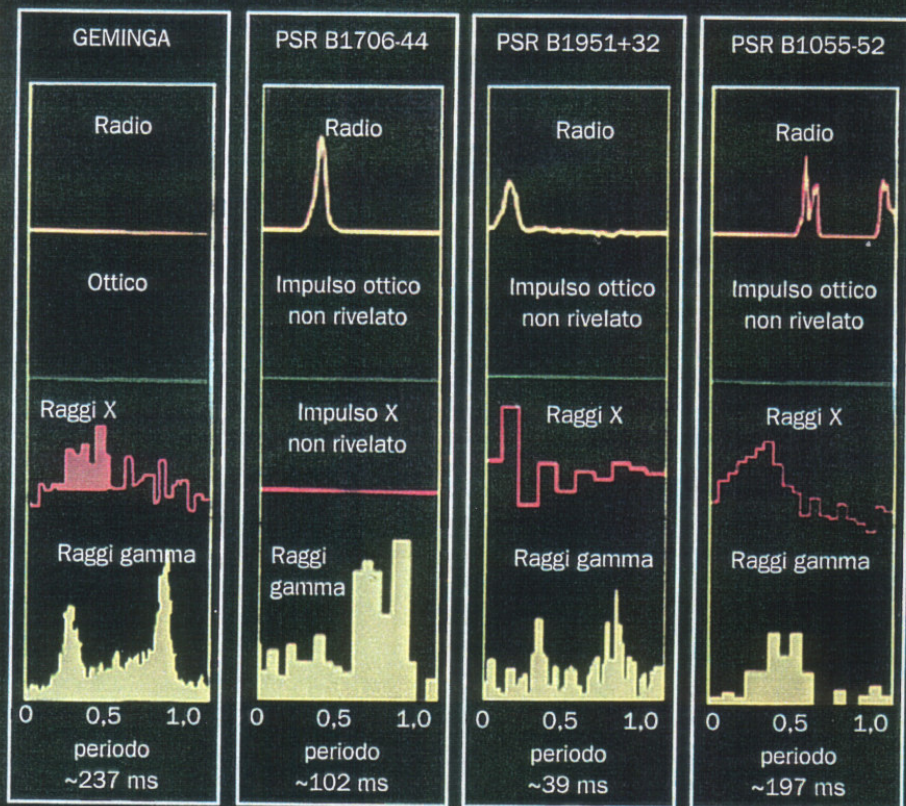 GEMINGA
Radio
Ottico
Raggi X
Raggi gamma
0 0,5 1,0
periodo
~237 ms
PSR B1706-44
Radio
Impulso ottico
non rivelato
Impulso X
non rivelato
Raggi
gamma
0 0,5 1,0
periodo
~102 ms
PSR B1951+32
Radio
Impulso ottico
non rivelato
Raggi X
Raggi gamma
0 0,5 1,0
periodo
~39 ms
PSR B1055-52
Radio
Impulso ottico
non rivelato
Raggi X
Raggi gamma
0 0,5 1,0
periodo
~197 ms